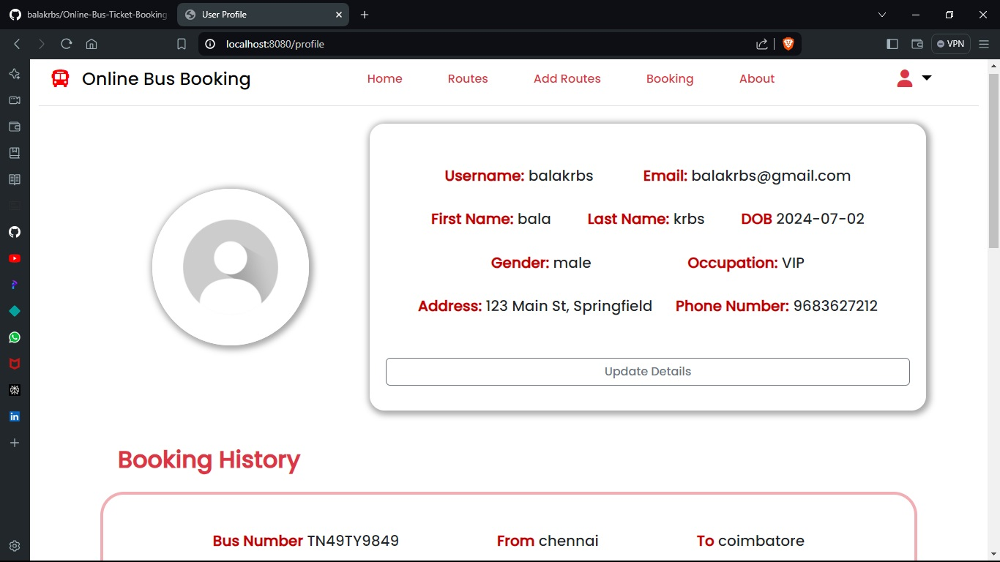 balakrbs/Online-Bus-Ticket-Booking
User Profile
localhost:8080/profile
VPN
Online Bus Booking
Home Routes Add Routes Booking About
Username: balakrbs Email: balakrbs@gmail.com
First Name: bala Last Name: krbs DOB 2024-07-02
Gender: male Occupation: VIP
Address: 123 Main St, Springfield Phone Number: 9683627212
Update Details
Booking History
Bus Number TN49TY9849 From chennai To coimbatore